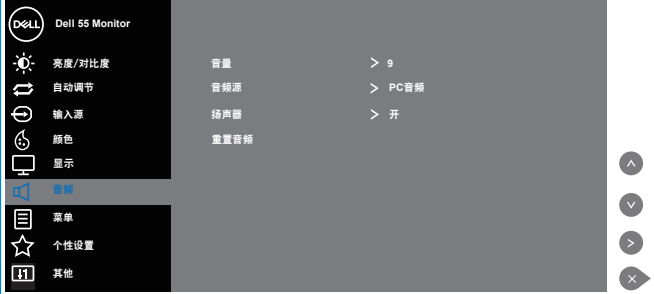 DELL Dell 55 Monitor
亮度/对比度 音量 > 9
自动调节 音频源 > PC音频
输入源 扬声器 > 开
颜色 重置音频
显示
音频
菜单
个性设置
其他